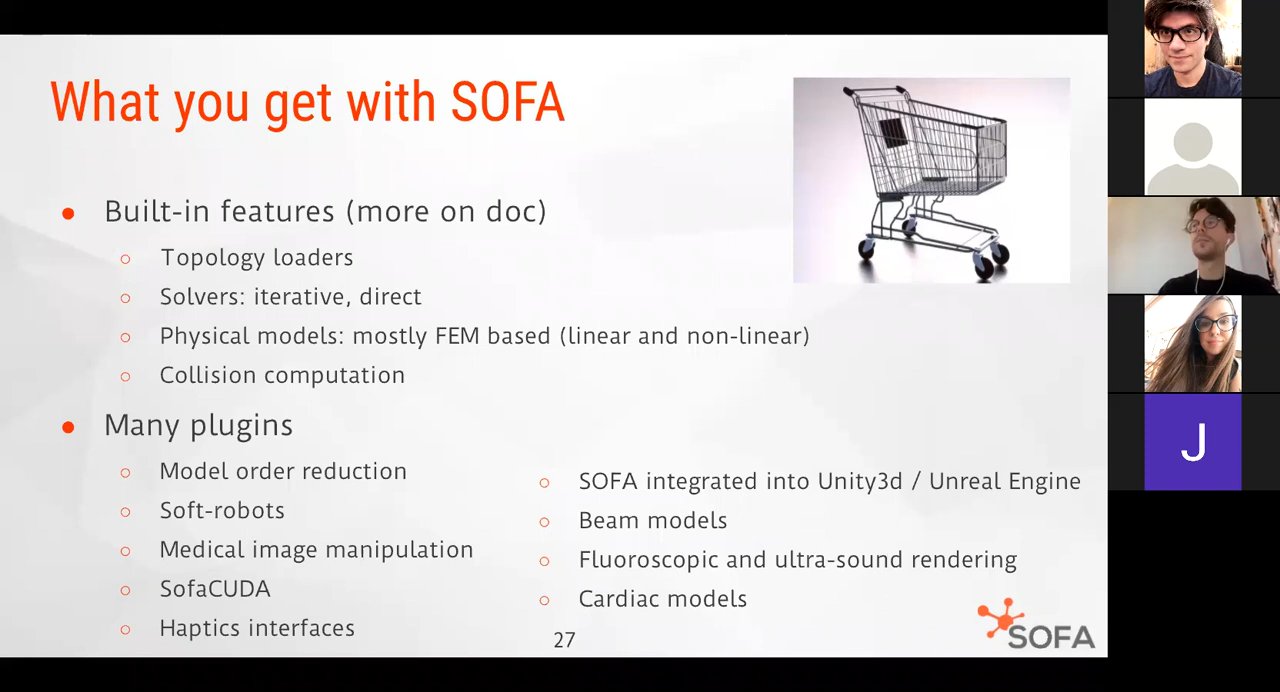 What you get with SOFA
● Built-in features (more on doc)
○ Topology loaders
○ Solvers: iterative, direct
○ Physical models: mostly FEM based (linear and non-linear)
○ Collision computation
● Many plugins
○ Model order reduction
○ Soft-robots
○ Medical image manipulation
○ SofaCUDA
○ Haptics interfaces
○ SOFA integrated into Unity3d / Unreal Engine
○ Beam models
○ Fluoroscopic and ultra-sound rendering
○ Cardiac models
27
SOFA
J